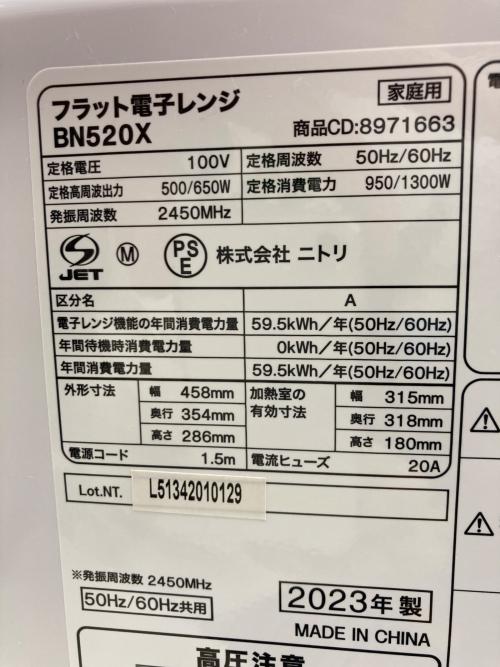 フラット電子レンジ 家庭用
BN520X 商品CD:8971663
定格電圧 100V 定格周波数 50Hz/60Hz
定格高周波出力 500/650W 定格消費電力 950/1300W
発振周波数 2450MHz
S JET M PS E 株式会社 ニトリ
区分名 A
電子レンジ機能の年間消費電力量 59.5kWh／年(50Hz/60Hz)
年間待機時消費電力量 0kWh／年(50Hz/60Hz)
年間消費電力量 59.5kWh／年(50Hz/60Hz)
外形寸法 幅 458mm 加熱室の有効寸法 幅 315mm
奥行 354mm 奥行 318mm
高さ 286mm 高さ 180mm
電源コード 1.5m 電流ヒューズ 20A
Lot.NT. L51342010129
※発振周波数 2450MHz
50Hz/60Hz共用
2023年製
MADE IN CHINA
高圧注意